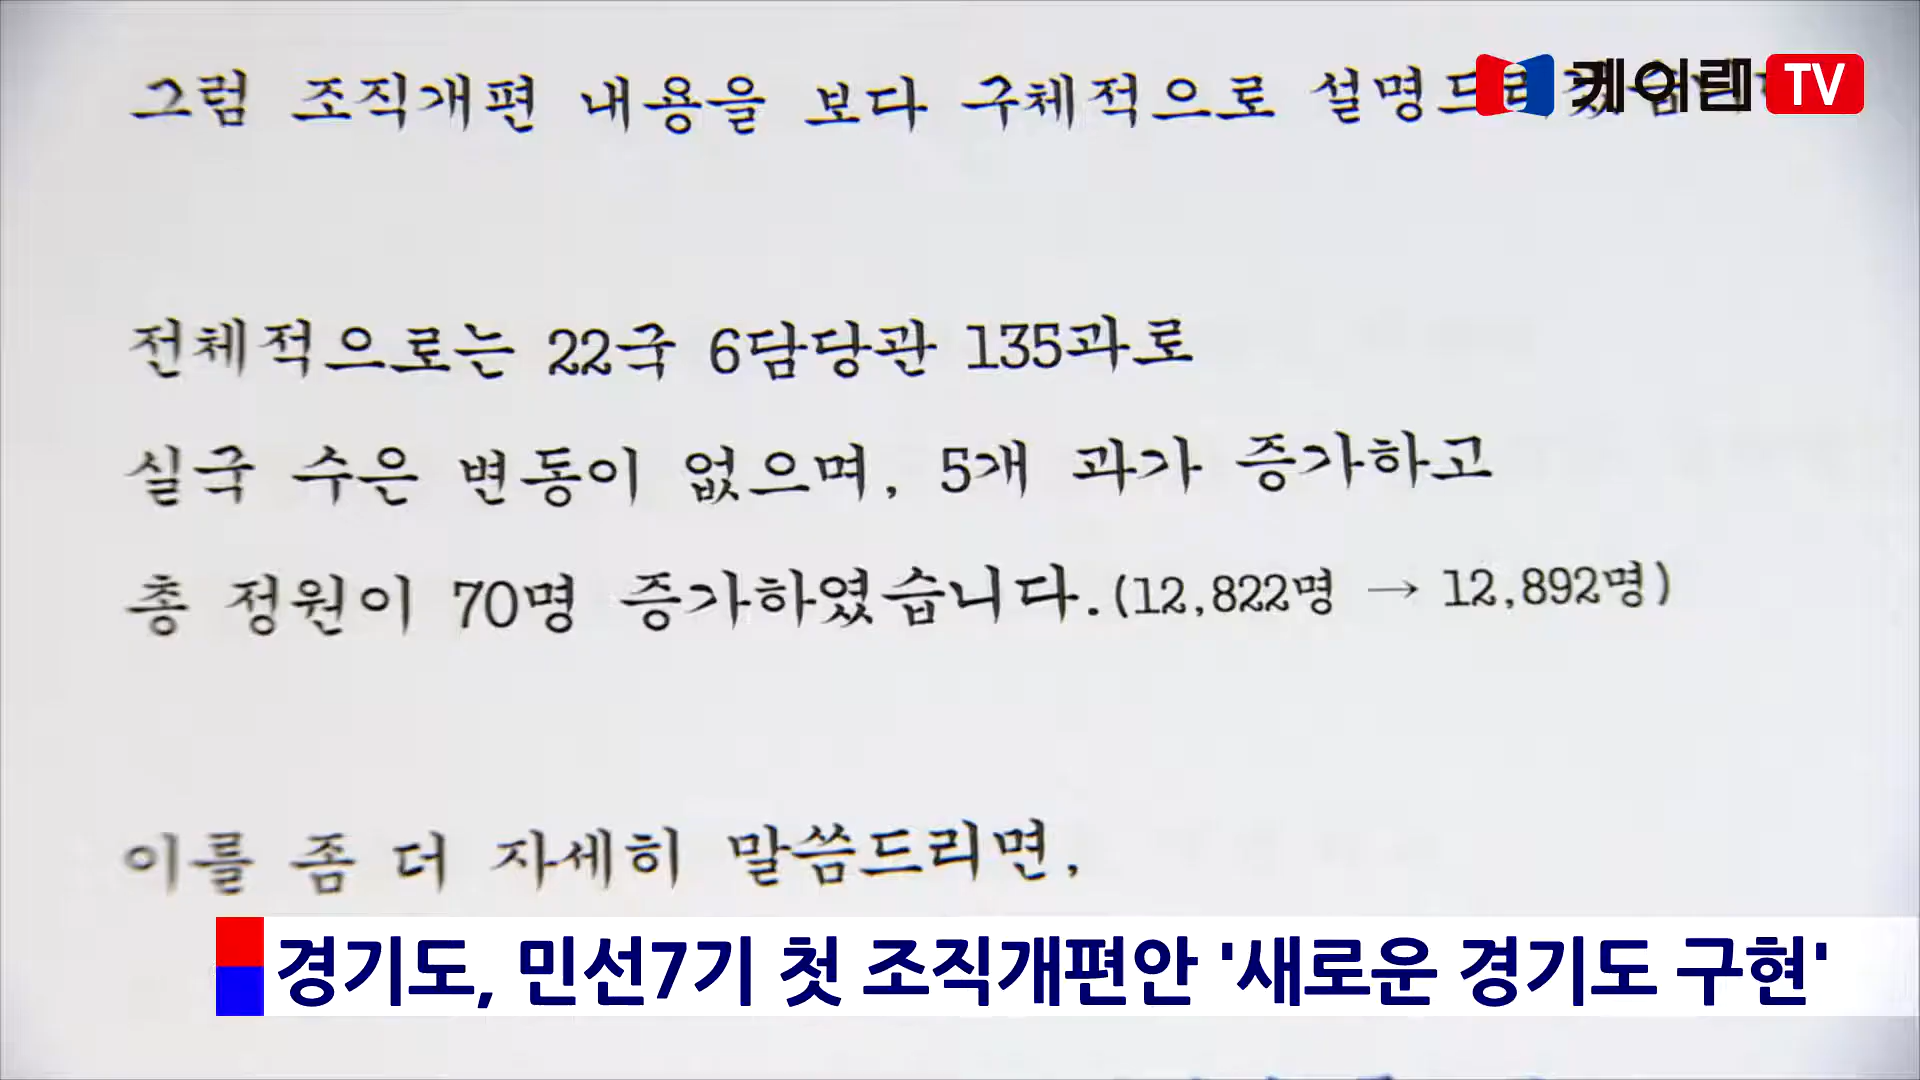 그럼 조직개편 내용을 보다 구체적으로 설명드리겠습니다
케이렌 TV
전체적으로는 22국 6담당관 135과로
실국 수은 변동이 없으며, 5개 과가 증가하고
총 정원이 70명 증가하였습니다.(12,822명 → 12,892명)
이를 좀 더 자세히 말씀드리면,
경기도, 민선7기 첫 조직개편안 '새로운 경기도 구현'